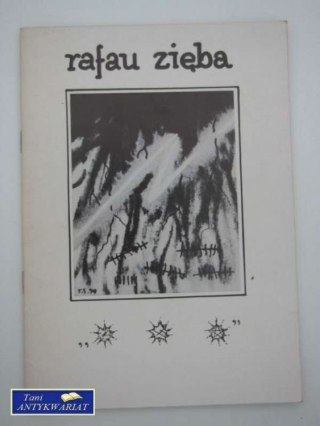 rafau zięba
„ * * * ”
Tani
ANTYKWARIAT